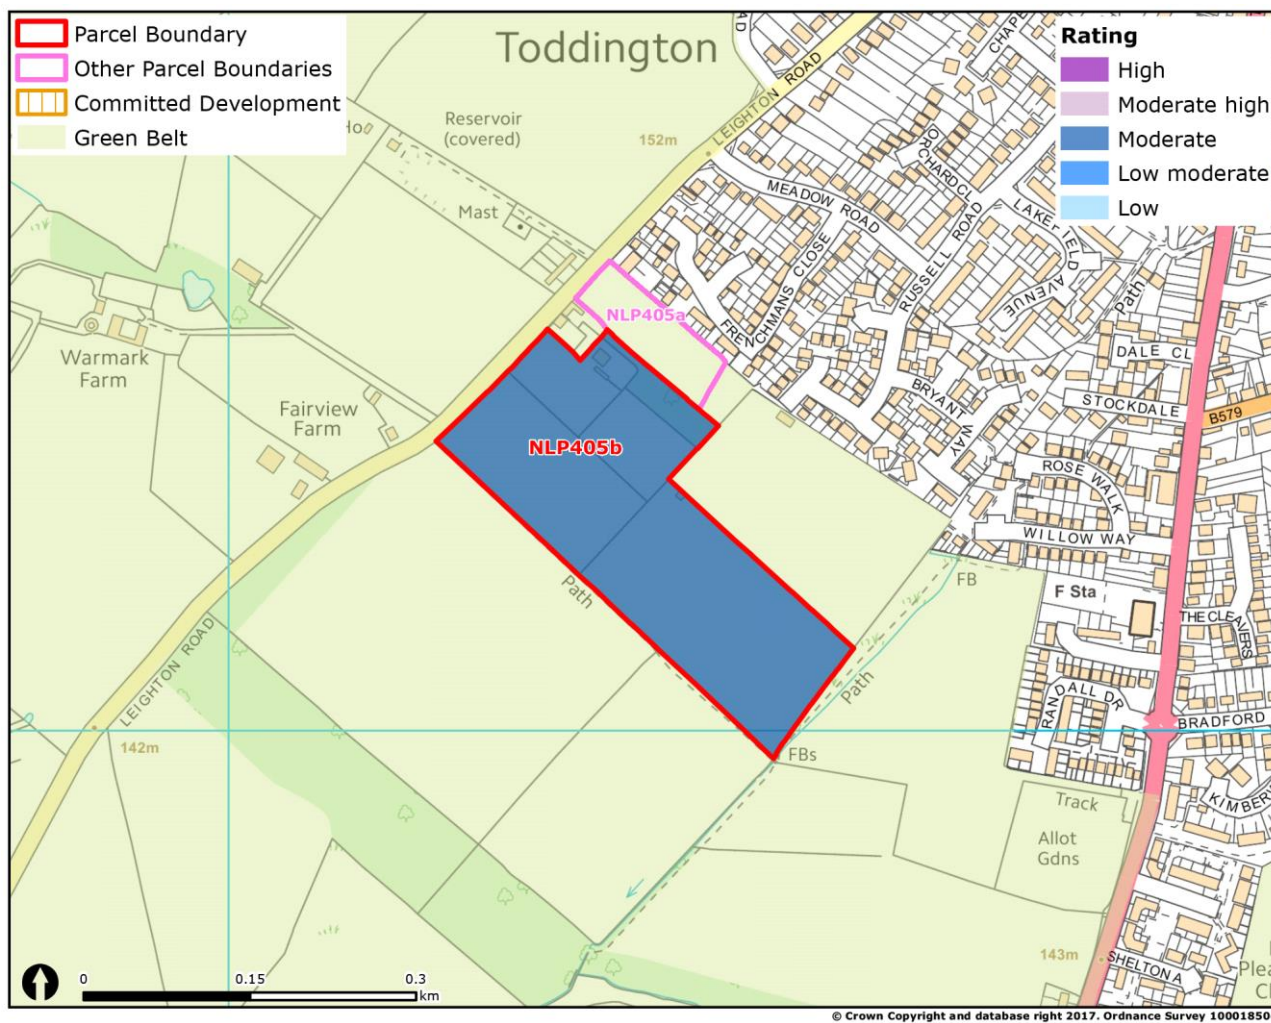 Parcel Boundary
Other Parcel Boundaries
Committed Development
Green Belt
Toddington
Rating
High
Moderate high
Moderate
Low moderate
Low
Reservoir
(covered)
Ho
152m
LEIGHTON ROAD
Mast
MEADOW ROAD
ORCHARD CL
LAKEFIELD
AVENUE
RUSSELL ROAD
FRENCHMANS CLOSE
Path
NLP405a
DALE CL
STOCKDALE
B579
BRYANT WAY
ROSE WALK
WILLOW WAY
Warmark
Farm
Fairview
Farm
NLP405b
FB
F Sta
THE CLEAVERS
Path
Path
RANDALL DR
BRADFORD
LEIGHTON ROAD
142m
FBs
Track
Allot
Gdns
143m
SHELTON A
0
0.15
0.3
km
© Crown Copyright and database right 2017. Ordnance Survey 10001850